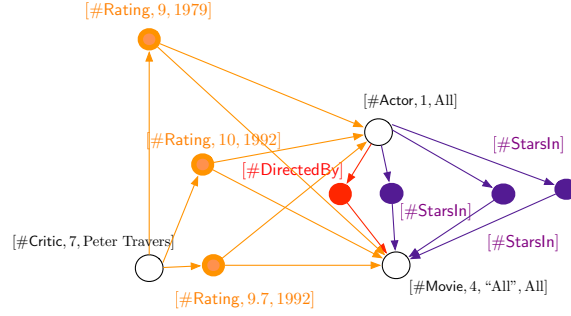 [#Rating, 9, 1979]
[#Actor, 1, All]
[#Rating, 10, 1992]
[#StarsIn]
[#DirectedBy]
[#StarsIn]
[#Critic, 7, Peter Travers]
[#StarsIn]
[#Movie, 4, “All”, All]
[#Rating, 9.7, 1992]